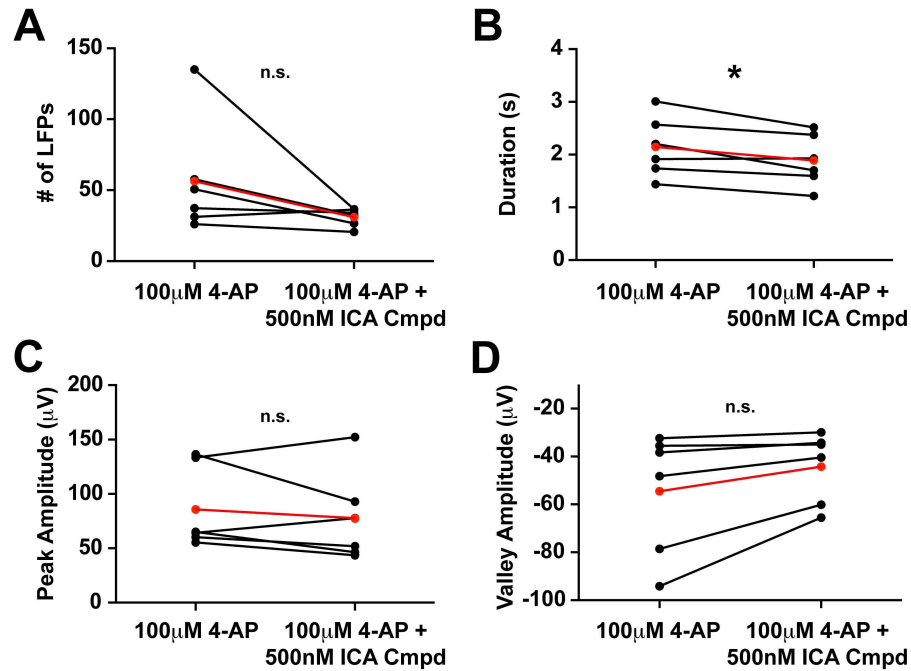 A
# of LFPs
150
100
50
0
n.s.
100μM 4-AP
100μM 4-AP +
500nM ICA Cmpd
B
Duration (s)
4
3
2
1
0
*
100μM 4-AP
100μM 4-AP +
500nM ICA Cmpd
C
Peak Amplitude (μV)
200
150
100
50
0
n.s.
100μM 4-AP
100μM 4-AP +
500nM ICA Cmpd
D
Valley Amplitude (μV)
-20
-40
-60
-80
-100
n.s.
100μM 4-AP
100μM 4-AP +
500nM ICA Cmpd